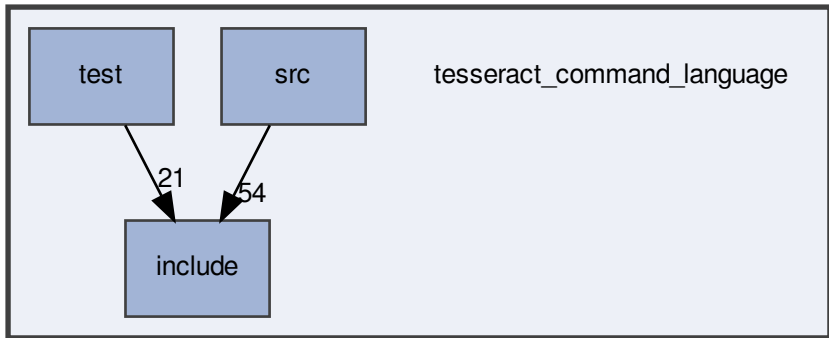 test
src
tesseract_command_language
21
54
include